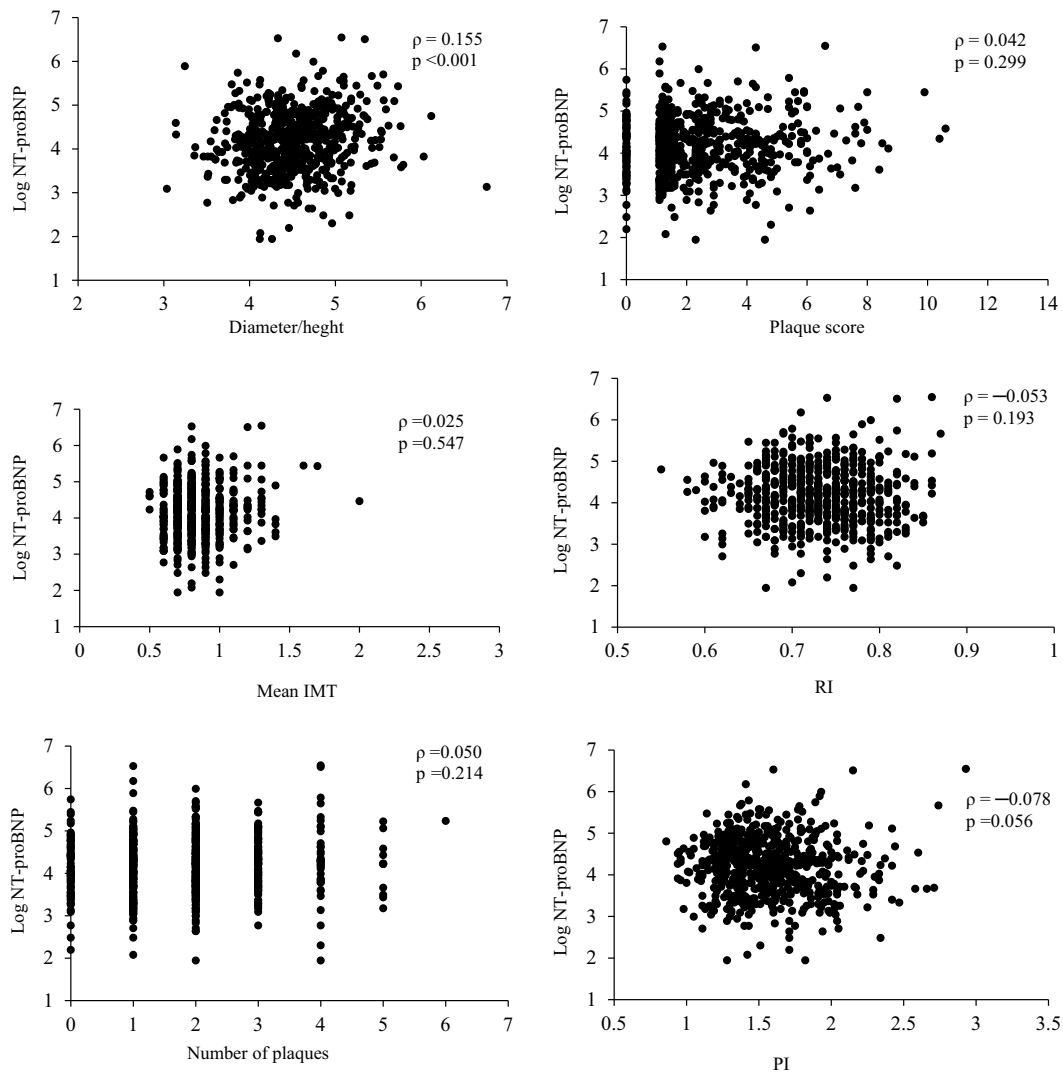 7
6
5
4
3
2
1
Log NT-proBNP
ρ = 0.155
p <0.001
2 3 4 5 6 7
Diameter/heght
7
6
5
4
3
2
1
Log NT-proBNP
ρ = 0.042
p = 0.299
0 2 4 6 8 10 12 14
Plaque score
7
6
5
4
3
2
1
Log NT-proBNP
ρ =0.025
p =0.547
0 0.5 1 1.5 2 2.5 3
Mean IMT
7
6
5
4
3
2
1
Log NT-proBNP
ρ = −0.053
p = 0.193
0.5 0.6 0.7 0.8 0.9 1
RI
7
6
5
4
3
2
1
Log NT-proBNP
ρ =0.050
p =0.214
0 1 2 3 4 5 6 7
Number of plaques
7
6
5
4
3
2
1
Log NT-proBNP
ρ = −0.078
p =0.056
0.5 1 1.5 2 2.5 3 3.5
PI